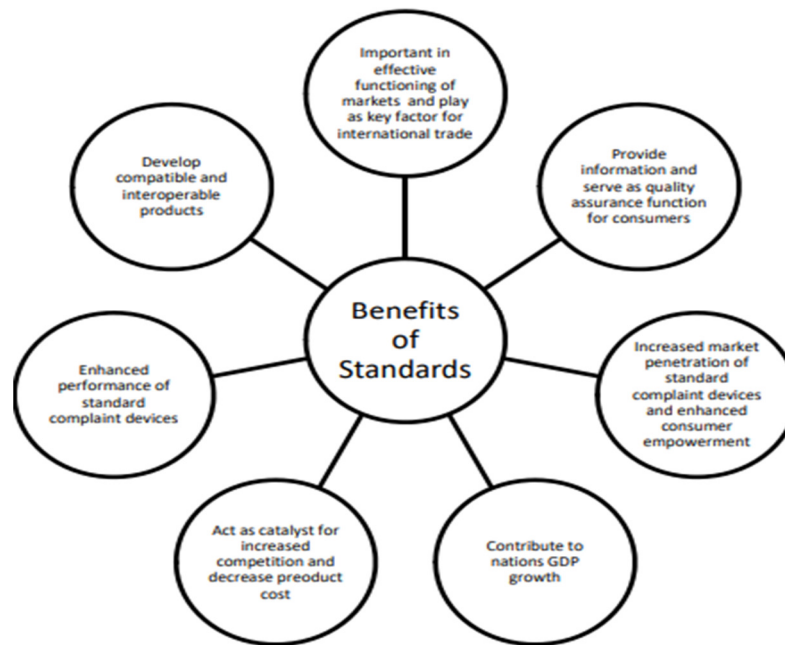 Important in
effective
functioning of
markets and play
as key factor for
international trade
Provide
information and
serve as quality
assurance function
for consumers
Increased market
penetration of
standard
complaint devices
and enhanced
consumer
empowerment
Contribute to
nations GDP
growth
Act as catalyst for
increased
competition and
decrease preoduct
cost
Enhanced
performance of
standard
complaint devices
Develop
compatible and
interoperable
products
Benefits
of
Standards